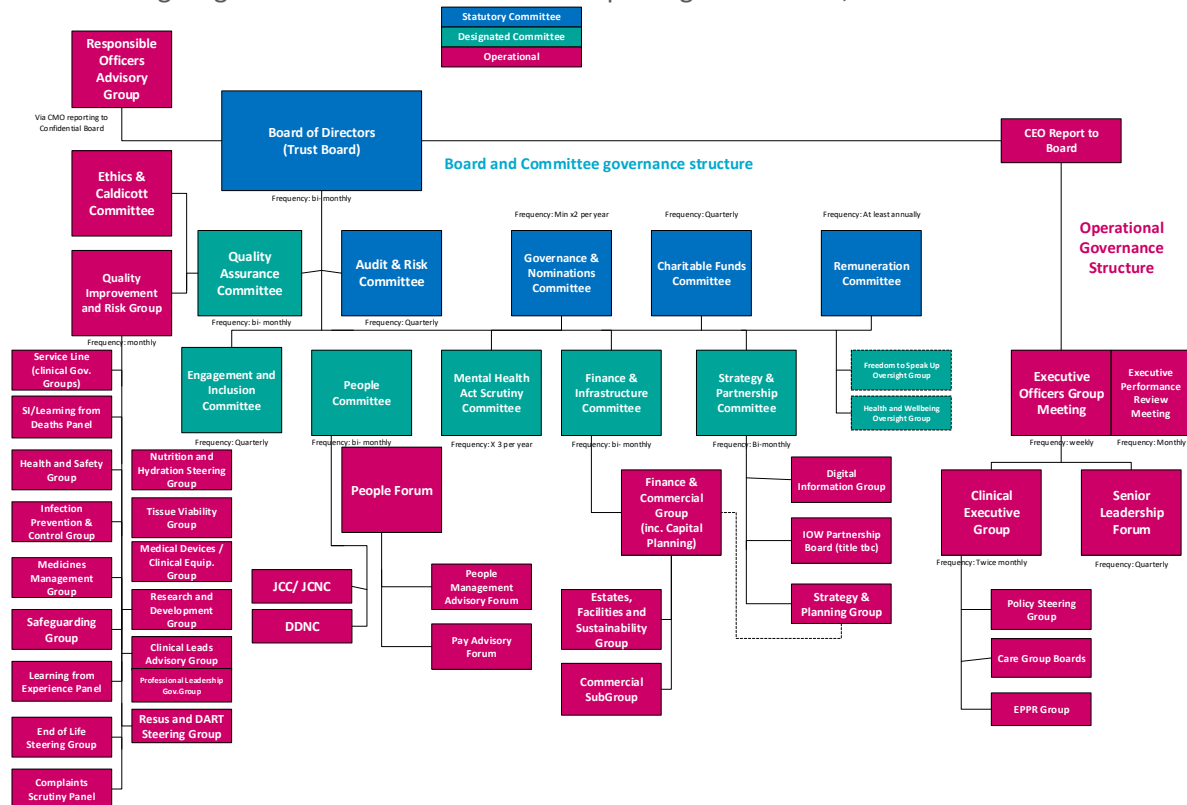 Statutory Committee
Designated Committee
Operational
Responsible
Officers
Advisory
Group
Via CMO reporting to
Confidential Board
Board of Directors
(Trust Board)
Frequency: bi- monthly
CEO Report to
Board
Board and Committee governance structure
Operational
Governance
Structure
Ethics &
Caldicott
Committee
Quality
Improvement
and Risk Group
Frequency: monthly
Quality
Assurance
Committee
Frequency: bi- monthly
Audit & Risk
Committee
Frequency: Quarterly
Frequency: Min x2 per year
Governance &
Nominations
Committee
Frequency: Quarterly
Charitable Funds
Committee
Frequency: At least annually
Remuneration
Committee
Engagement and
Inclusion
Committee
Frequency: Quarterly
People
Committee
Frequency: bi- monthly
Mental Health
Act Scrutiny
Committee
Frequency: X 3 per year
Finance &
Infrastructure
Committee
Frequency: bi- monthly
Strategy &
Partnership
Committee
Frequency: Bi-monthly
Freedom to Speak Up
Oversight Group
Health and Wellbeing
Oversight Group
Executive
Officers Group
Meeting
Frequency: weekly
Executive
Performance
Review
Meeting
Frequency: Monthly
Service Line
(clinical Gov.
Groups)
SI/Learning from
Deaths Panel
Health and Safety
Group
Infection
Prevention &
Control Group
Medicines
Management
Group
Safeguarding
Group
Learning from
Experience Panel
End of Life
Steering Group
Complaints
Scrutiny Panel
Nutrition and
Hydration Steering
Group
Tissue Viability
Group
Medical Devices /
Clinical Equip.
Group
Research and
Development
Group
Clinical Leads
Advisory Group
Professional Leadership
Gov.Group
Resus and DART
Steering Group
People Forum
JCC/ JCNC
DDNC
People
Management
Advisory Forum
Pay Advisory
Forum
Finance &
Commercial
Group
(inc. Capital
Planning)
Estates,
Facilities and
Sustainability
Group
Commercial
SubGroup
Digital
Information Group
IOW Partnership
Board (title tbc)
Strategy &
Planning Group
Clinical
Executive
Group
Frequency: Twice monthly
Senior
Leadership
Forum
Frequency: Quarterly
Policy Steering
Group
Care Group Boards
EPPR Group